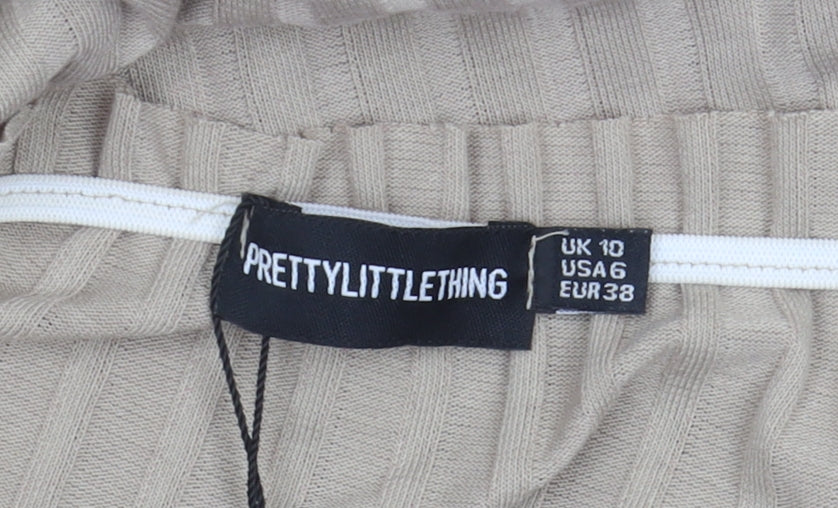 PRETTYLITTLETHING
UK 10
USA 6
EUR 38